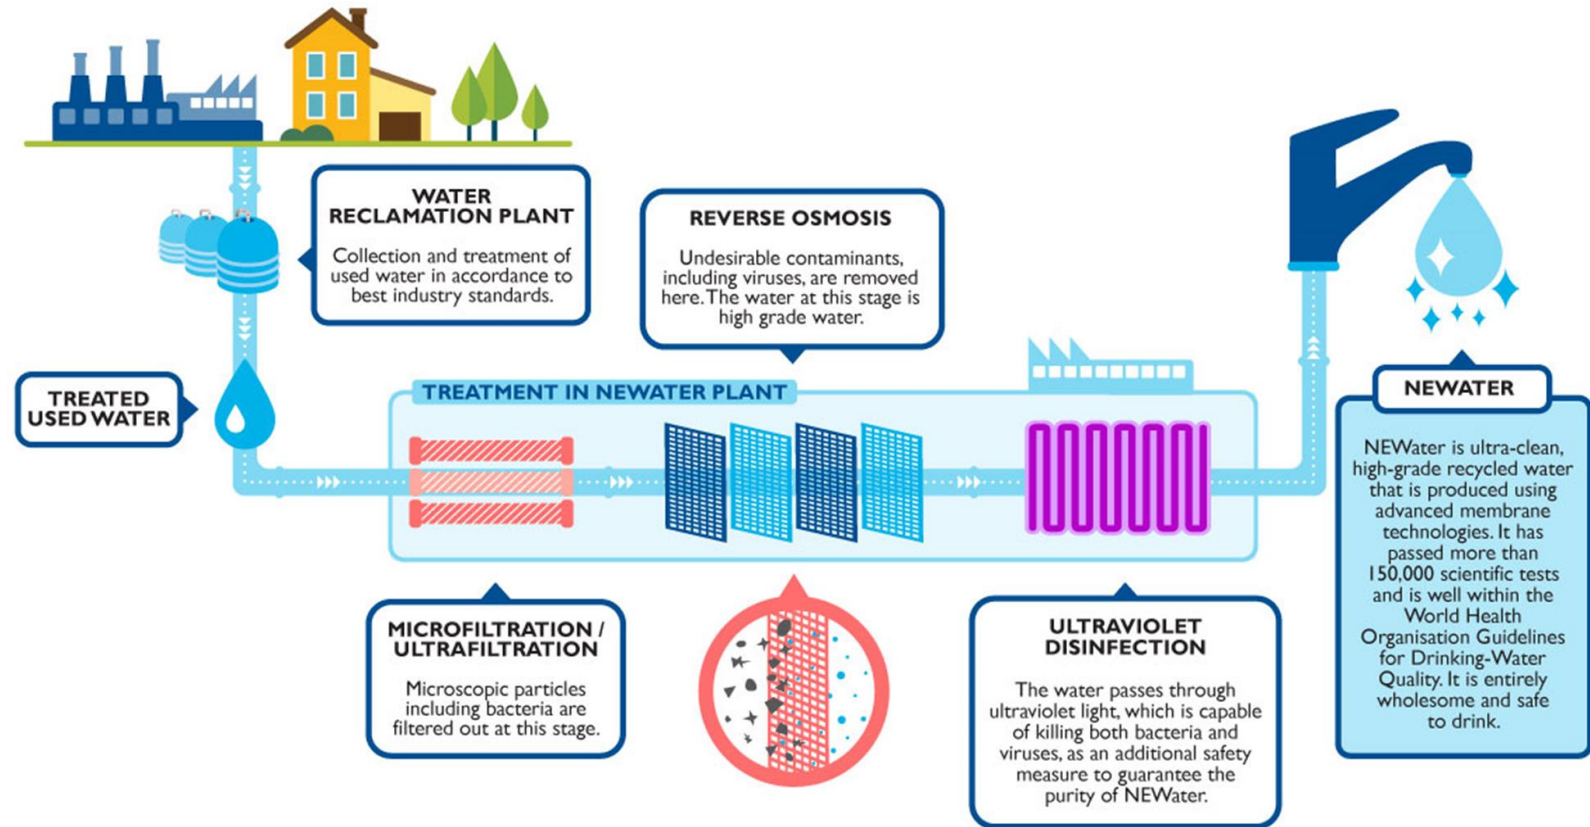 WATER
RECLAMATION PLANT
Collection and treatment of
used water in accordance to
best industry standards.
TREATED
USED WATER
REVERSE OSMOSIS
Undesirable contaminants,
including viruses, are removed
here. The water at this stage is
high grade water.
TREATMENT IN NEWATER PLANT
MICROFILTRATION /
ULTRAFILTRATION
Microscopic particles
including bacteria are
filtered out at this stage.
ULTRAVIOLET
DISINFECTION
The water passes through
ultraviolet light, which is capable
of killing both bacteria and
viruses, as an additional safety
measure to guarantee the
purity of NEWater.
NEWATER
NEWater is ultra-clean,
high-grade recycled water
that is produced using
advanced membrane
technologies. It has
passed more than
150,000 scientific tests
and is well within the
World Health
Organisation Guidelines
for Drinking-Water
Quality. It is entirely
wholesome and safe
to drink.